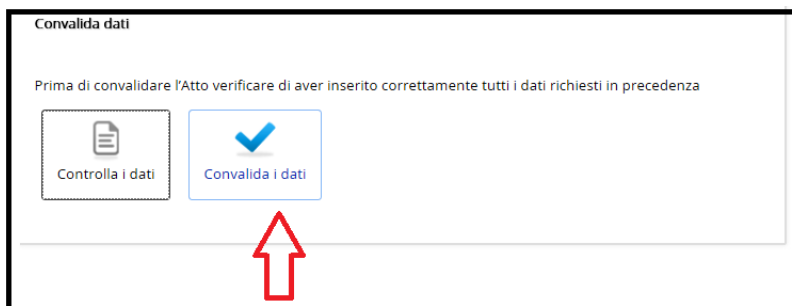 Convalida dati
Prima di convalidare l'Atto verificare di aver inserito correttamente tutti i dati richiesti in precedenza
Controlla i dati
Convalida i dati